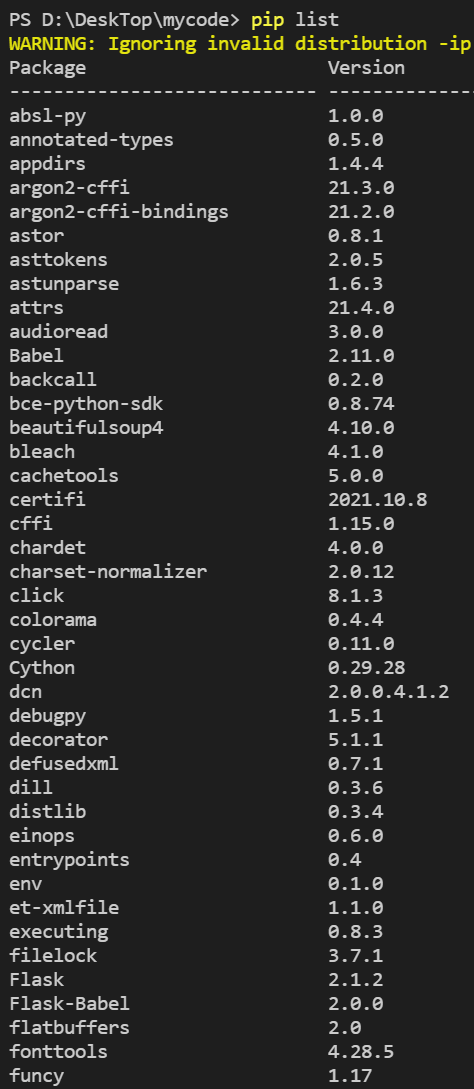 PS D:\DeskTop\mycode> pip list
WARNING: Ignoring invalid distribution -ip
Package Version
---------------------------- -------------
absl-py 1.0.0
annotated-types 0.5.0
appdirs 1.4.4
argon2-cffi 21.3.0
argon2-cffi-bindings 21.2.0
astor 0.8.1
asttokens 2.0.5
astunparse 1.6.3
attrs 21.4.0
audioread 3.0.0
Babel 2.11.0
backcall 0.2.0
bce-python-sdk 0.8.74
beautifulsoup4 4.10.0
bleach 4.1.0
cachetools 5.0.0
certifi 2021.10.8
cffi 1.15.0
chardet 4.0.0
charset-normalizer 2.0.12
click 8.1.3
colorama 0.4.4
cycler 0.11.0
Cython 0.29.28
dcn 2.0.0.4.1.2
debugpy 1.5.1
decorator 5.1.1
defusedxml 0.7.1
dill 0.3.6
distlib 0.3.4
einops 0.6.0
entrypoints 0.4
env 0.1.0
et-xmlfile 1.1.0
executing 0.8.3
filelock 3.7.1
Flask 2.1.2
Flask-Babel 2.0.0
flatbuffers 2.0
fonttools 4.28.5
funcy 1.17